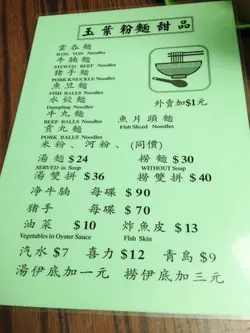 玉葉粉麵甜品
雲吞麵
WON TON Noodles
牛腩麵
STEWED BEEF Noodles
豬手麵
PORK KNUCKLE Noodles
魚旦麵
FISH BALLS Noodles
水餃麵
Dumpling Noodles
牛丸麵
BEEF BALLS Noodles
貢丸麵
PORK BALLS Noodles
外賣加$1元
魚片頭麵
Fish Sliced Noodles
米粉、河粉、(同價)
湯麵 $24 撈麵 $30
SERVED in Soup WITHOUT Soup
湯雙拼 $36 撈雙拼 $40
淨牛腩 每碟 $90
豬手 每碟 $70
油菜 $10 炸魚皮 $13
Vegetables in Oyster Sauce Fish Skin
汽水 $7 喜力 $12 青島 $9
湯伊底加一元 撈伊底加三元